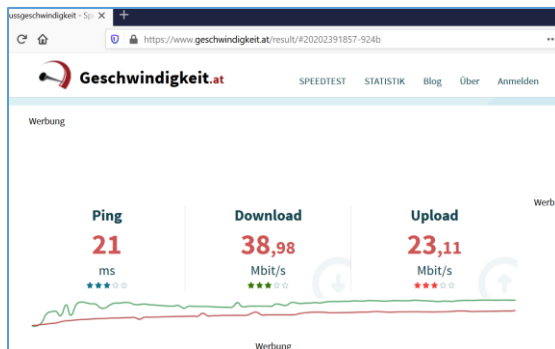 ussgeschwindigkeit - Sp
https://www.geschwindigkeit.at/result/#20202391857-924b
Geschwindigkeit.at
SPEEDTEST STATISTIK Blog Über Anmelden
Werbung
Werb
Ping Download Upload
21 38,98 23,11
ms Mbit/s Mbit/s
Werbung